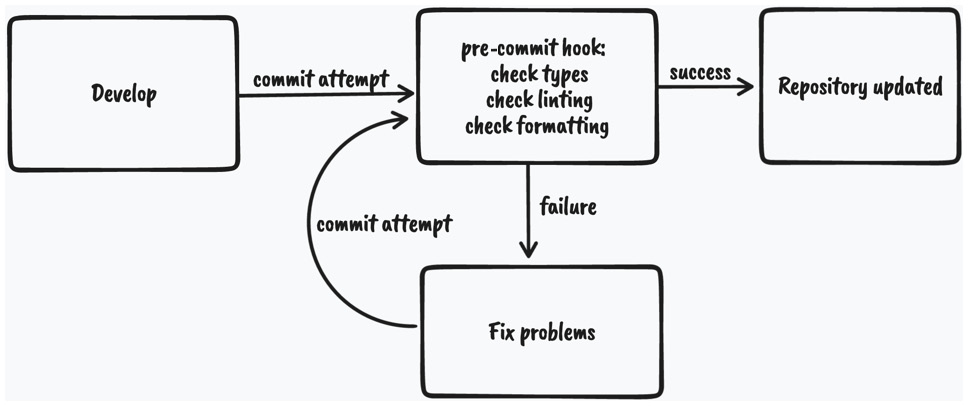 Develop
commit attempt
pre-commit hook:
check types
check linting
check formatting
success
Repository updated
failure
commit attempt
Fix problems